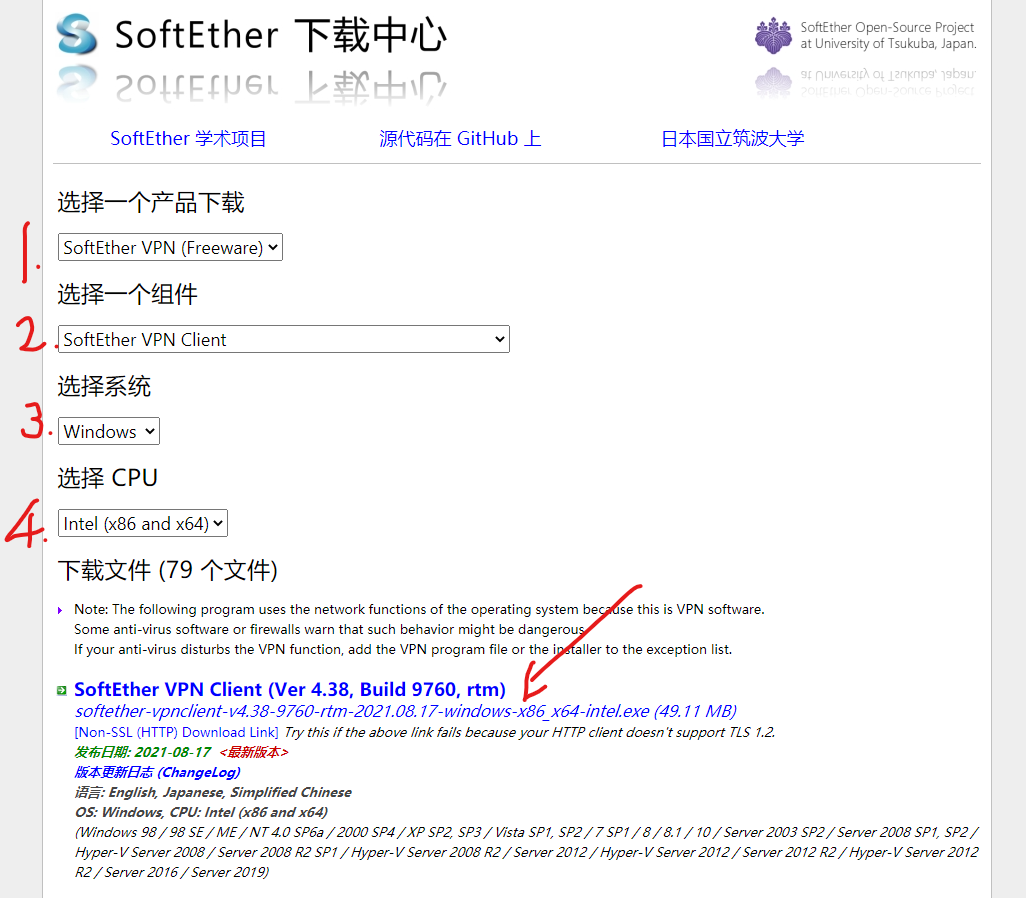 SoftEther 下载中心
SoftEther Open-Source Project
at University of Tsukuba, Japan.
SoftEther 学术项目
源代码在 GitHub 上
日本国立筑波大学
选择一个产品下载
1.
SoftEther VPN (Freeware)
选择一个组件
2.
SoftEther VPN Client
选择系统
3.
Windows
选择 CPU
4.
Intel (x86 and x64)
下载文件 (79 个文件)
Note: The following program uses the network functions of the operating system because this is VPN software.
Some anti-virus software or firewalls warn that such behavior might be dangerous.
If your anti-virus disturbs the VPN function, add the VPN program file or the installer to the exception list.
SoftEther VPN Client (Ver 4.38, Build 9760, rtm)
softether-vpnclient-v4.38-9760-rtm-2021.08.17-windows-x86_x64-intel.exe (49.11 MB)
[Non-SSL (HTTP) Download Link] Try this if the above link fails because your HTTP client doesn't support TLS 1.2.
发布日期: 2021-08-17 <最新版本>
版本更新日志 (ChangeLog)
语言: English, Japanese, Simplified Chinese
OS: Windows, CPU: Intel (x86 and x64)
(Windows 98 / 98 SE / ME / NT 4.0 SP6a / 2000 SP4 / XP SP2, SP3 / Vista SP1, SP2 / 7 SP1 / 8 / 8.1 / 10 / Server 2003 SP2 / Server 2008 SP1, SP2 /
Hyper-V Server 2008 / Server 2008 R2 SP1 / Hyper-V Server 2008 R2 / Server 2012 / Hyper-V Server 2012 / Server 2012 R2 / Hyper-V Server 2012
R2 / Server 2016 / Server 2019)